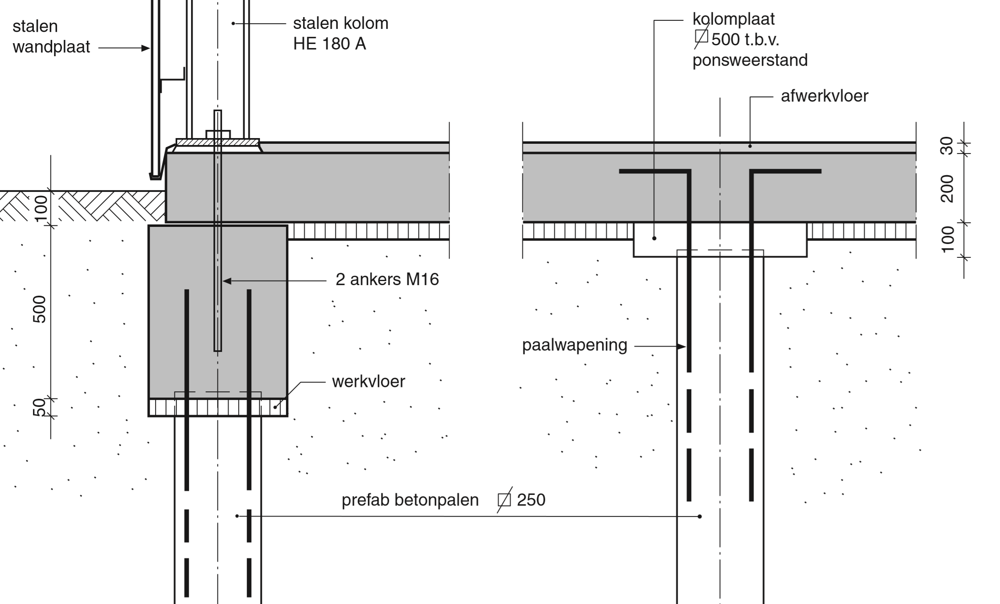 stalen
wandplaat
stalen kolom
HE 180 A
kolomplaat
500 t.b.v.
ponsweerstand
afwerkvloer
30
200
100
100
500
50
2 ankers M16
werkvloer
paalwapening
prefab betonpalen 250